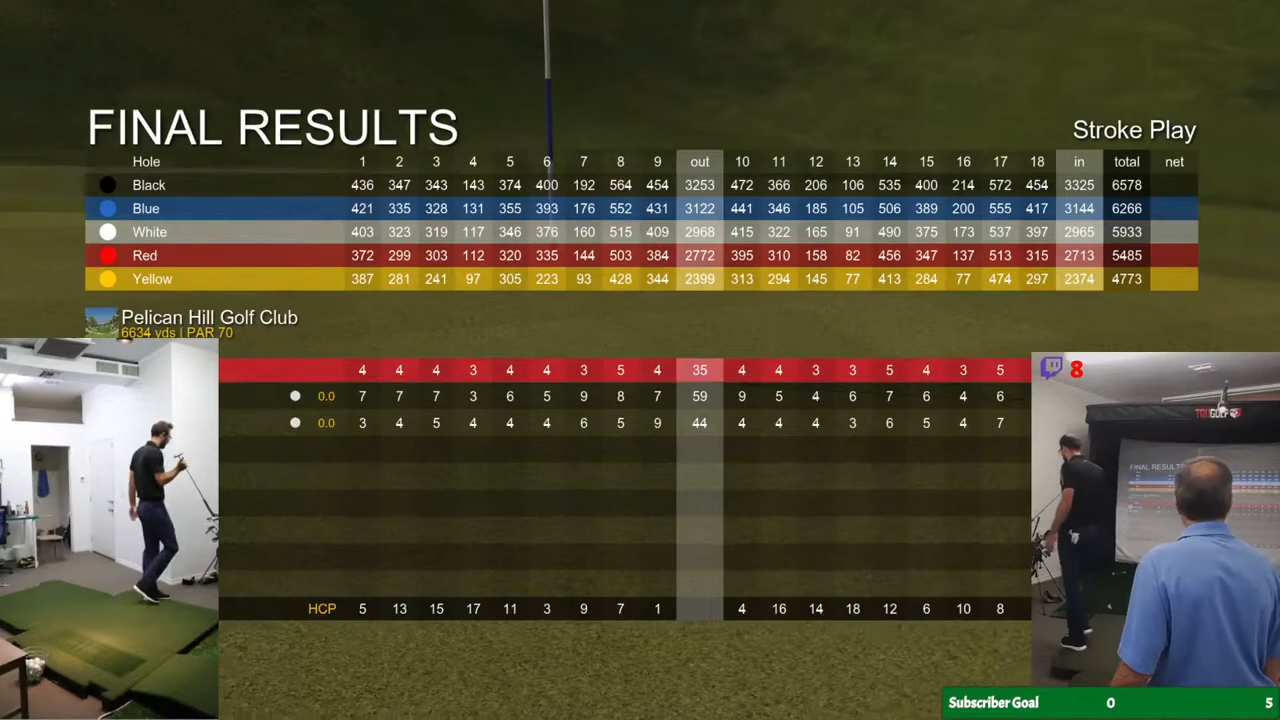 FINAL RESULTS
Stroke Play
Hole 1 2 3 4 5 6 7 8 9 out 10 11 12 13 14 15 16 17 18 in total net
Black 436 347 343 143 374 400 192 564 454 3253 472 366 206 106 535 400 214 572 454 3325 6578
Blue 421 335 328 131 355 393 176 552 431 3122 441 346 185 105 506 389 200 555 417 3144 6266
White 403 323 319 117 346 376 160 515 409 2968 415 322 165 91 490 375 173 537 397 2965 5933
Red 372 299 303 112 320 335 144 503 384 2772 395 310 158 82 456 347 137 513 315 2713 5485
Yellow 387 281 241 97 305 223 93 428 344 2399 313 294 145 77 413 284 77 474 297 2374 4773
Pelican Hill Golf Club
6634 yds | PAR 70
4 4 4 3 4 4 3 5 4 35 4 4 3 3 5 4 3 5
0.0 7 7 7 3 6 5 9 8 7 59 9 5 4 6 7 6 4 6
0.0 3 4 5 4 4 4 6 5 9 44 4 4 4 3 6 5 4 7
HCP 5 13 15 17 11 3 9 7 1 4 16 14 18 12 6 10 8
8
TRUGOLF
FINAL RESULTS
Subscriber Goal 0 5